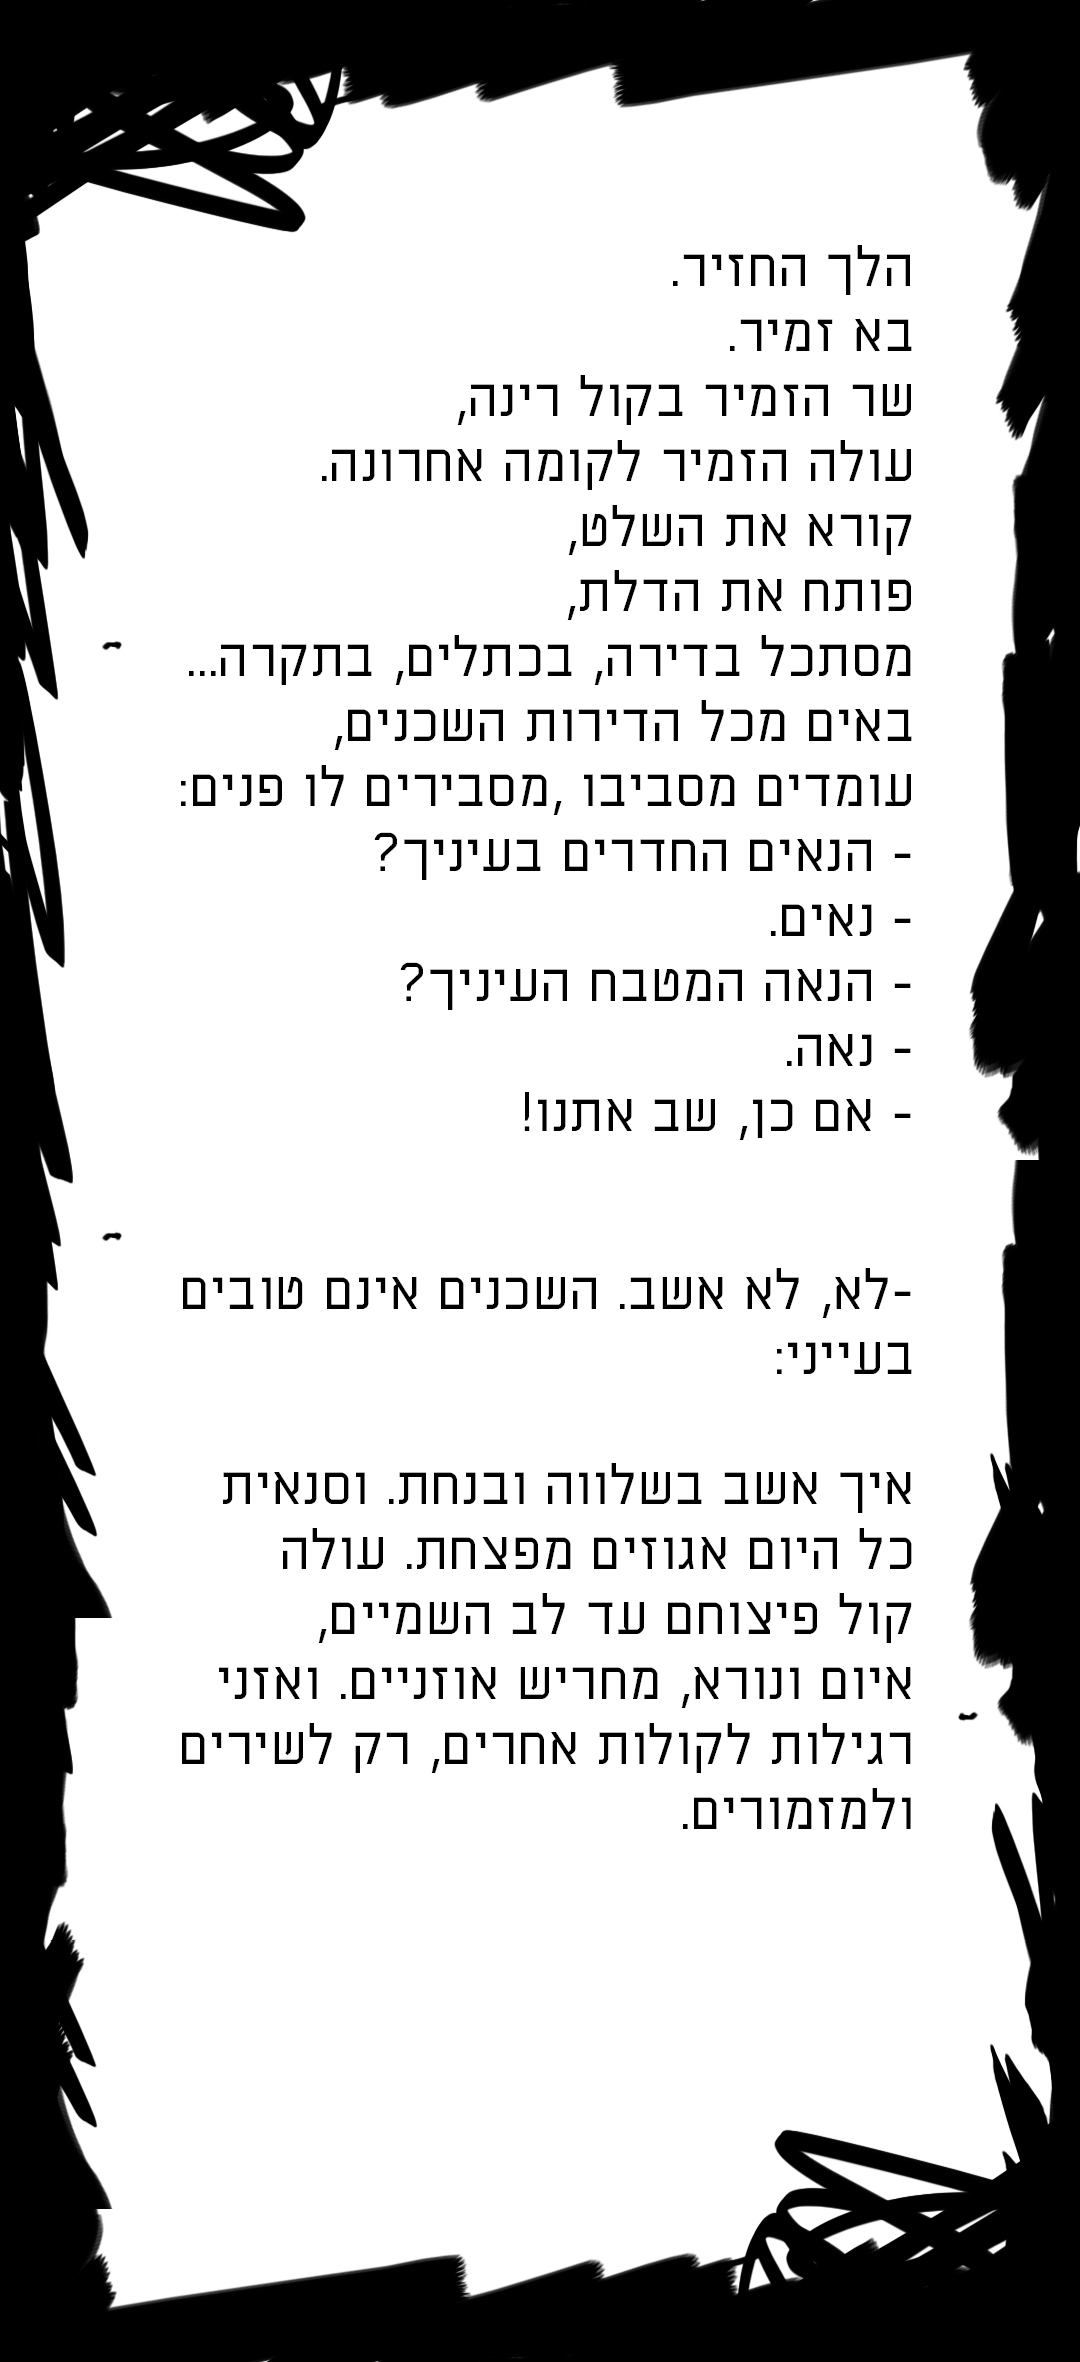 הלך החזיר.
בא זמיר.
שר הזמיר בקול רינה,
עולה הזמיר לקומה אחרונה.
קורא את השלט,
פותח את הדלת,
מסתכל בדירה, בכתלים, בתקרה...
באים מכל הדירות השכנים,
עומדים מסביבו ,מסבירים לו פנים:
- הנאים החדרים בעיניך?
- נאים.
- הנאה המטבח העיניך?
- נאה.
- אם כן, שב אתנו!
-לא, לא אשב. השכנים אינם טובים
בעייני:
איך אשב בשלווה ובנחת. וסנאית
כל היום אגוזים מפצחת. עולה
קול פיצוחם עד לב השמיים,
איום ונורא, מחריש אוזניים. ואזני
רגילות לקולות אחרים, רק לשירים
ולמזמורים.